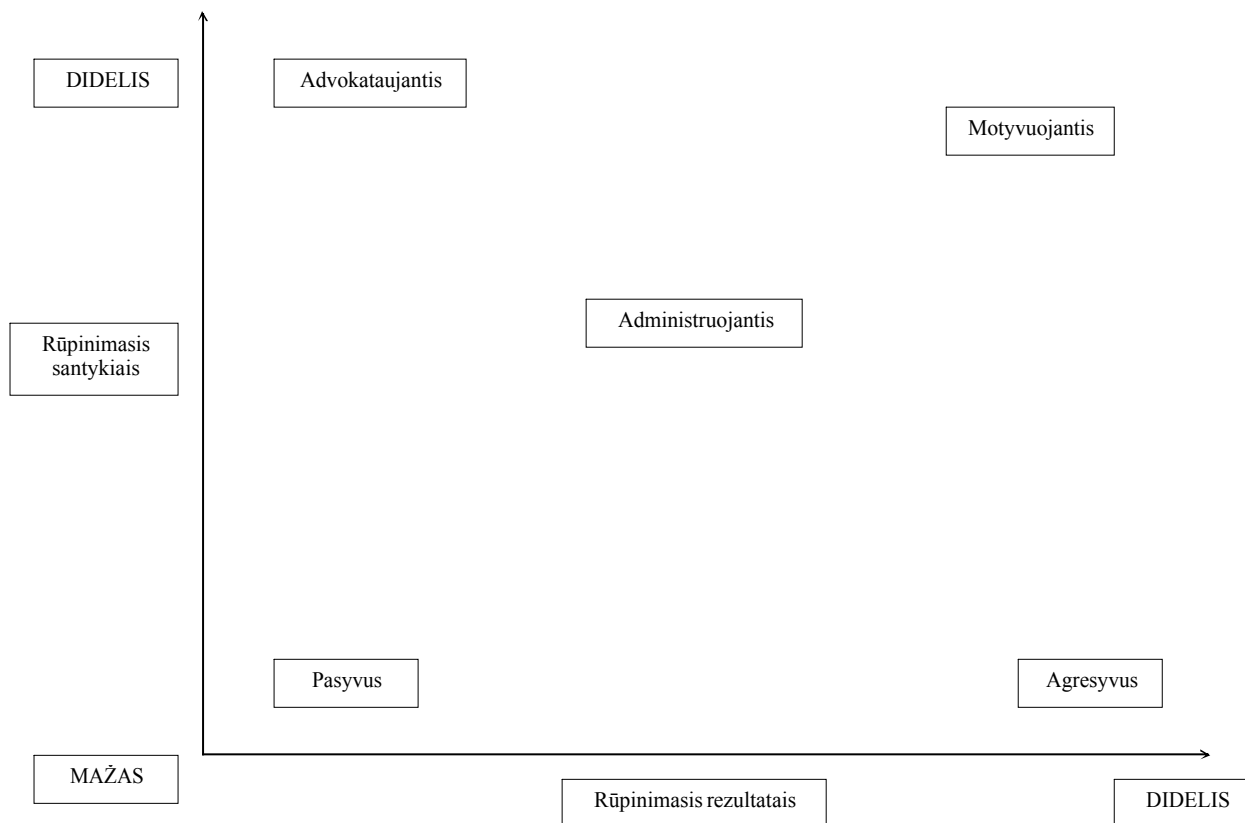 DIDELIS
Advokataujantis
Motyvuojantis
Administruojantis
Rūpinimasis
santykiais
Pasyvus
Agresyvus
MAŽAS
Rūpinimasis rezultatais
DIDELIS